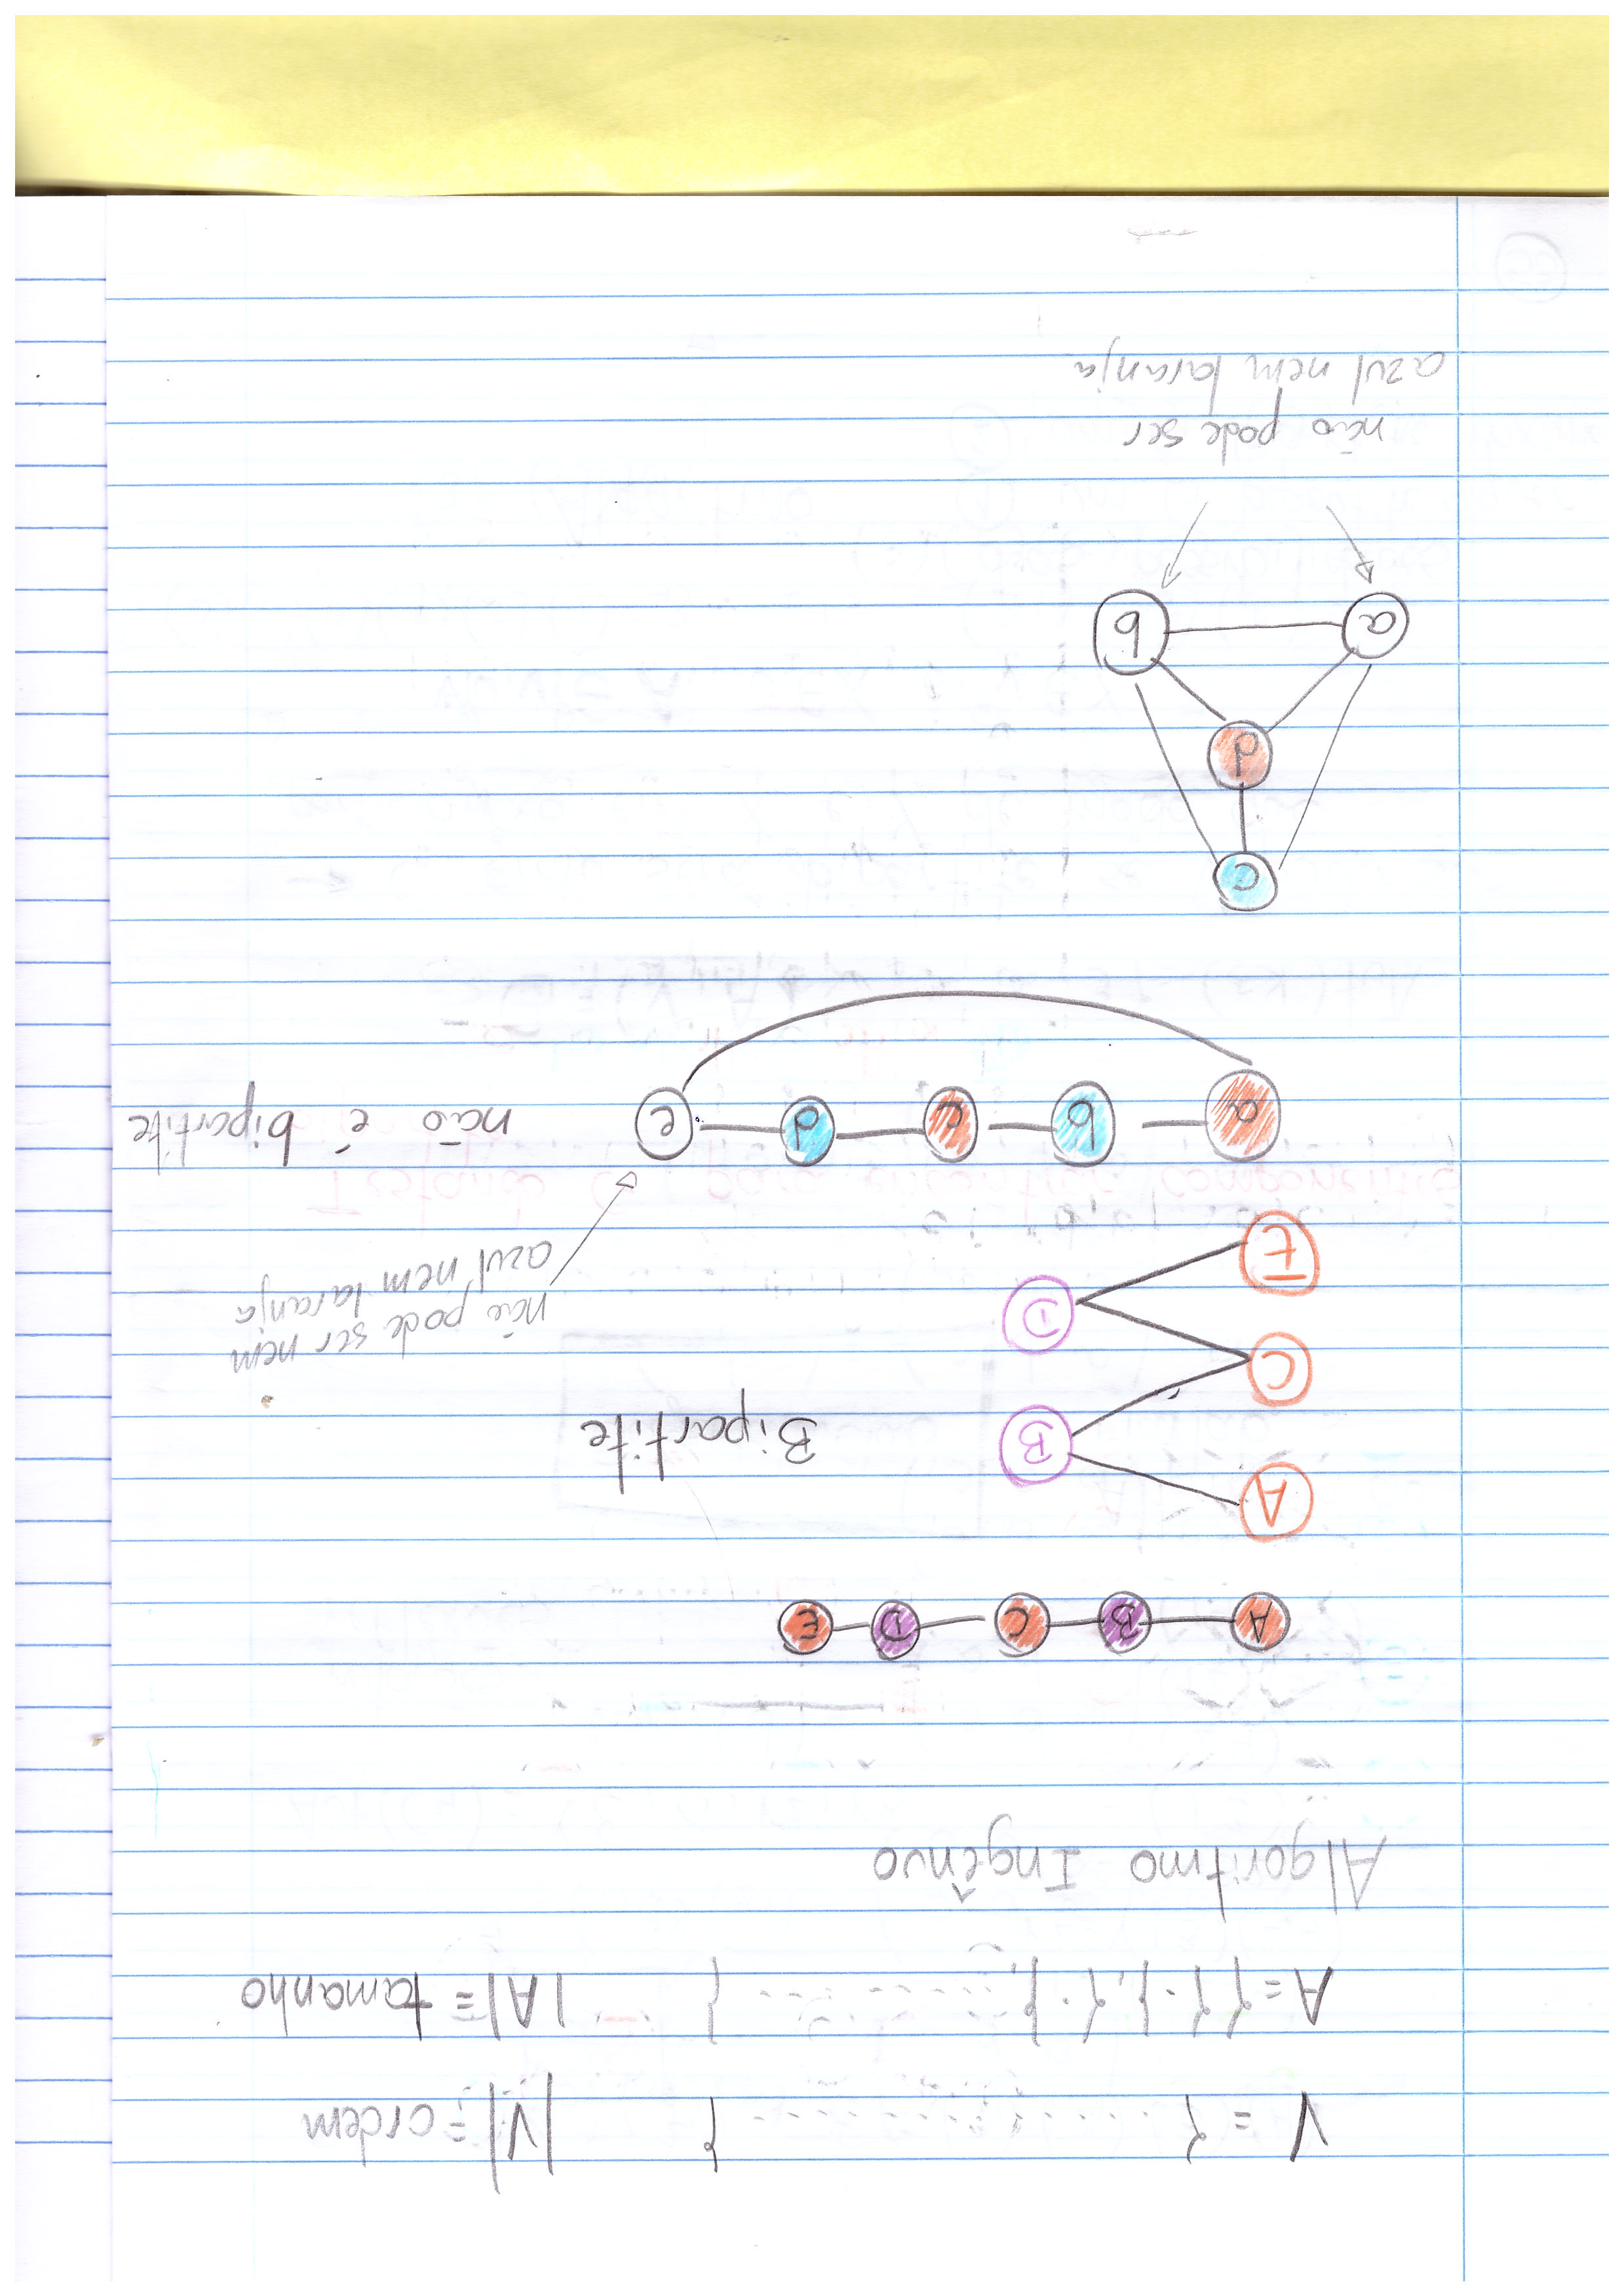 V = { . . . . . . . . . . . . . . } |V| = ordem
A = { { . } , { . } , . . . . . . . . . } |A| = tamanho
Algoritmo Ingênuo
A B C D E
A
B
Bipartite
C
D
E
não pode ser nem
azul nem laranja
a b c d e não é bipartite
c
d
a b
não pode ser
azul nem laranja